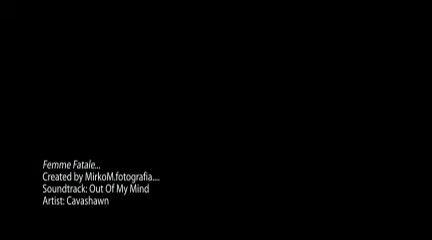 Femme Fatale...
Created by MirkoM.fotografia....
Soundtrack: Out Of My Mind
Artist: Cavashawn